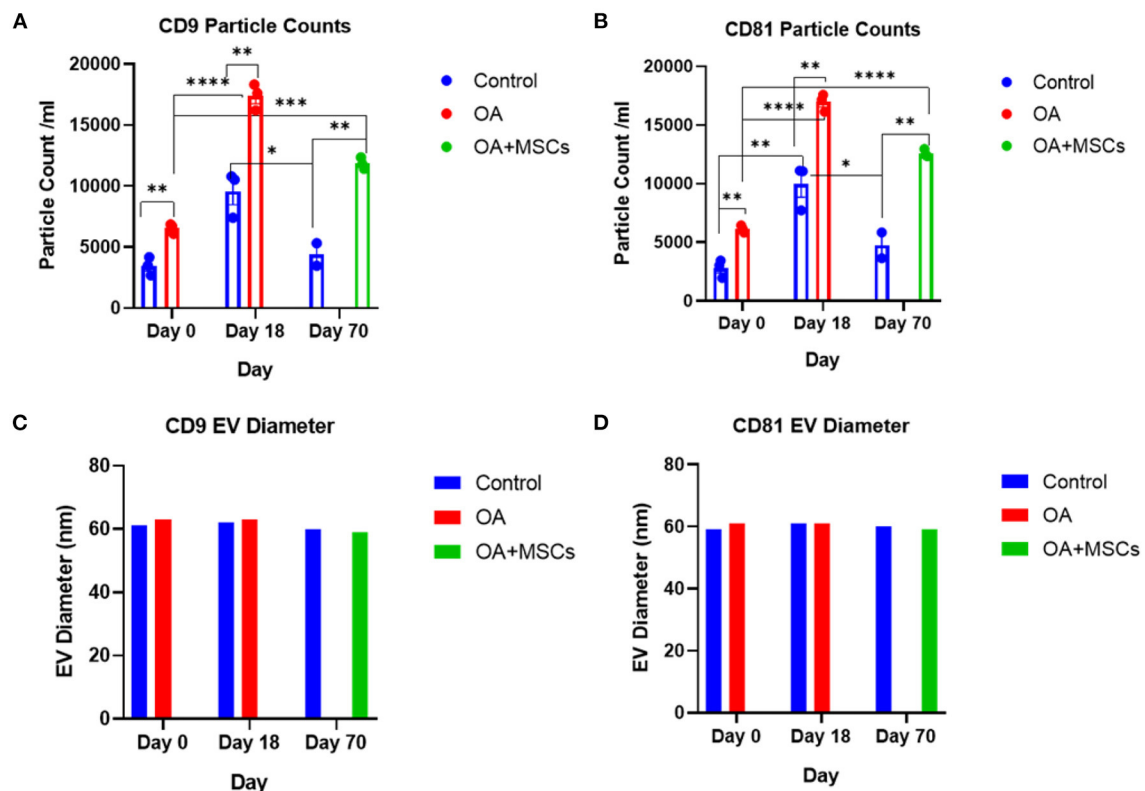 A
CD9 Particle Counts
**
20000
****
***
15000
**
*
10000
**
5000
0
Particle Count /ml
Day 0 Day 18 Day 70
Day
Control
OA
OA+MSCs
B
CD81 Particle Counts
20000
**
****
****
15000
**
**
*
10000
**
5000
0
Particle Count /ml
Day 0 Day 18 Day 70
Day
Control
OA
OA+MSCs
C
CD9 EV Diameter
80
60
40
20
0
EV Diameter (nm)
Day 0 Day 18 Day 70
Day
Control
OA
OA+MSCs
D
CD81 EV Diameter
80
60
40
20
0
EV Diameter (nm)
Day 0 Day 18 Day 70
Day
Control
OA
OA+MSCs